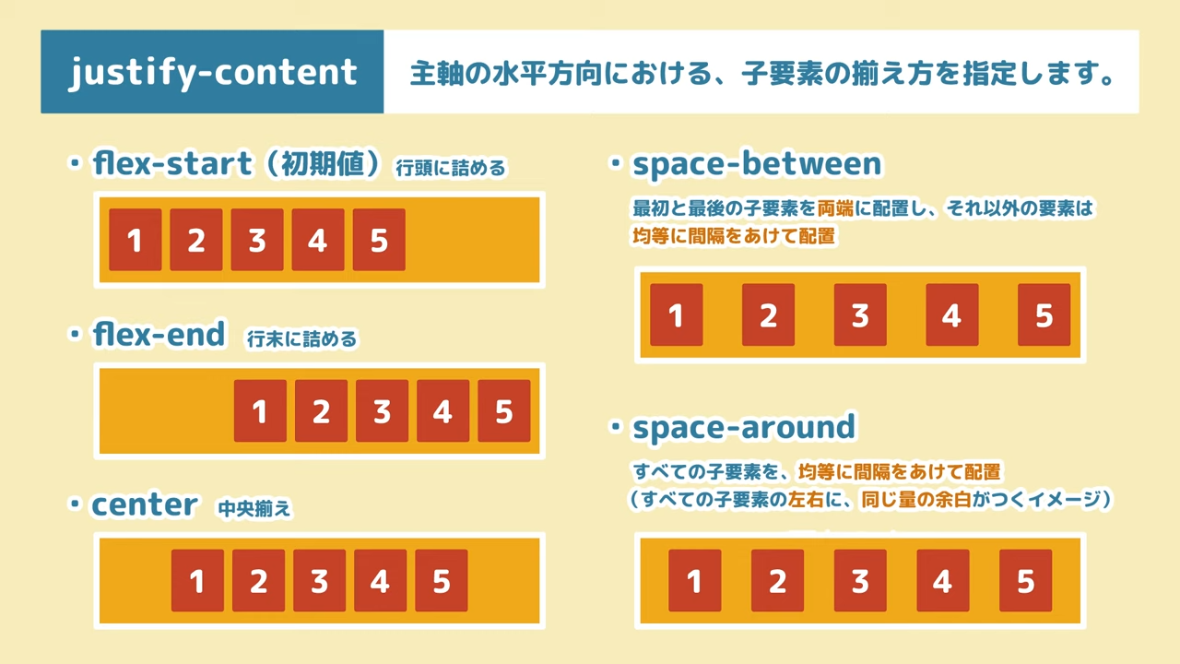 justify-content
主軸の水平方向における、子要素の揃え方を指定します。
・flex-start（初期値）行頭に詰める
1 2 3 4 5
・flex-end 行末に詰める
1 2 3 4 5
・center 中央揃え
1 2 3 4 5
・space-between
最初と最後の子要素を両端に配置し、それ以外の要素は
均等に間隔をあけて配置
1 2 3 4 5
・space-around
すべての子要素を、均等に間隔をあけて配置
（すべての子要素の左右に、同じ量の余白がつくイメージ）
1 2 3 4 5